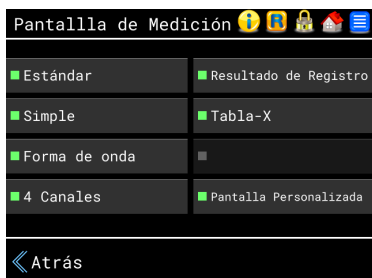 Pantallla de Medición
Estándar
Resultado de Registro
Simple
Tabla-X
Forma de onda
4 Canales
Pantalla Personalizada
Atrás